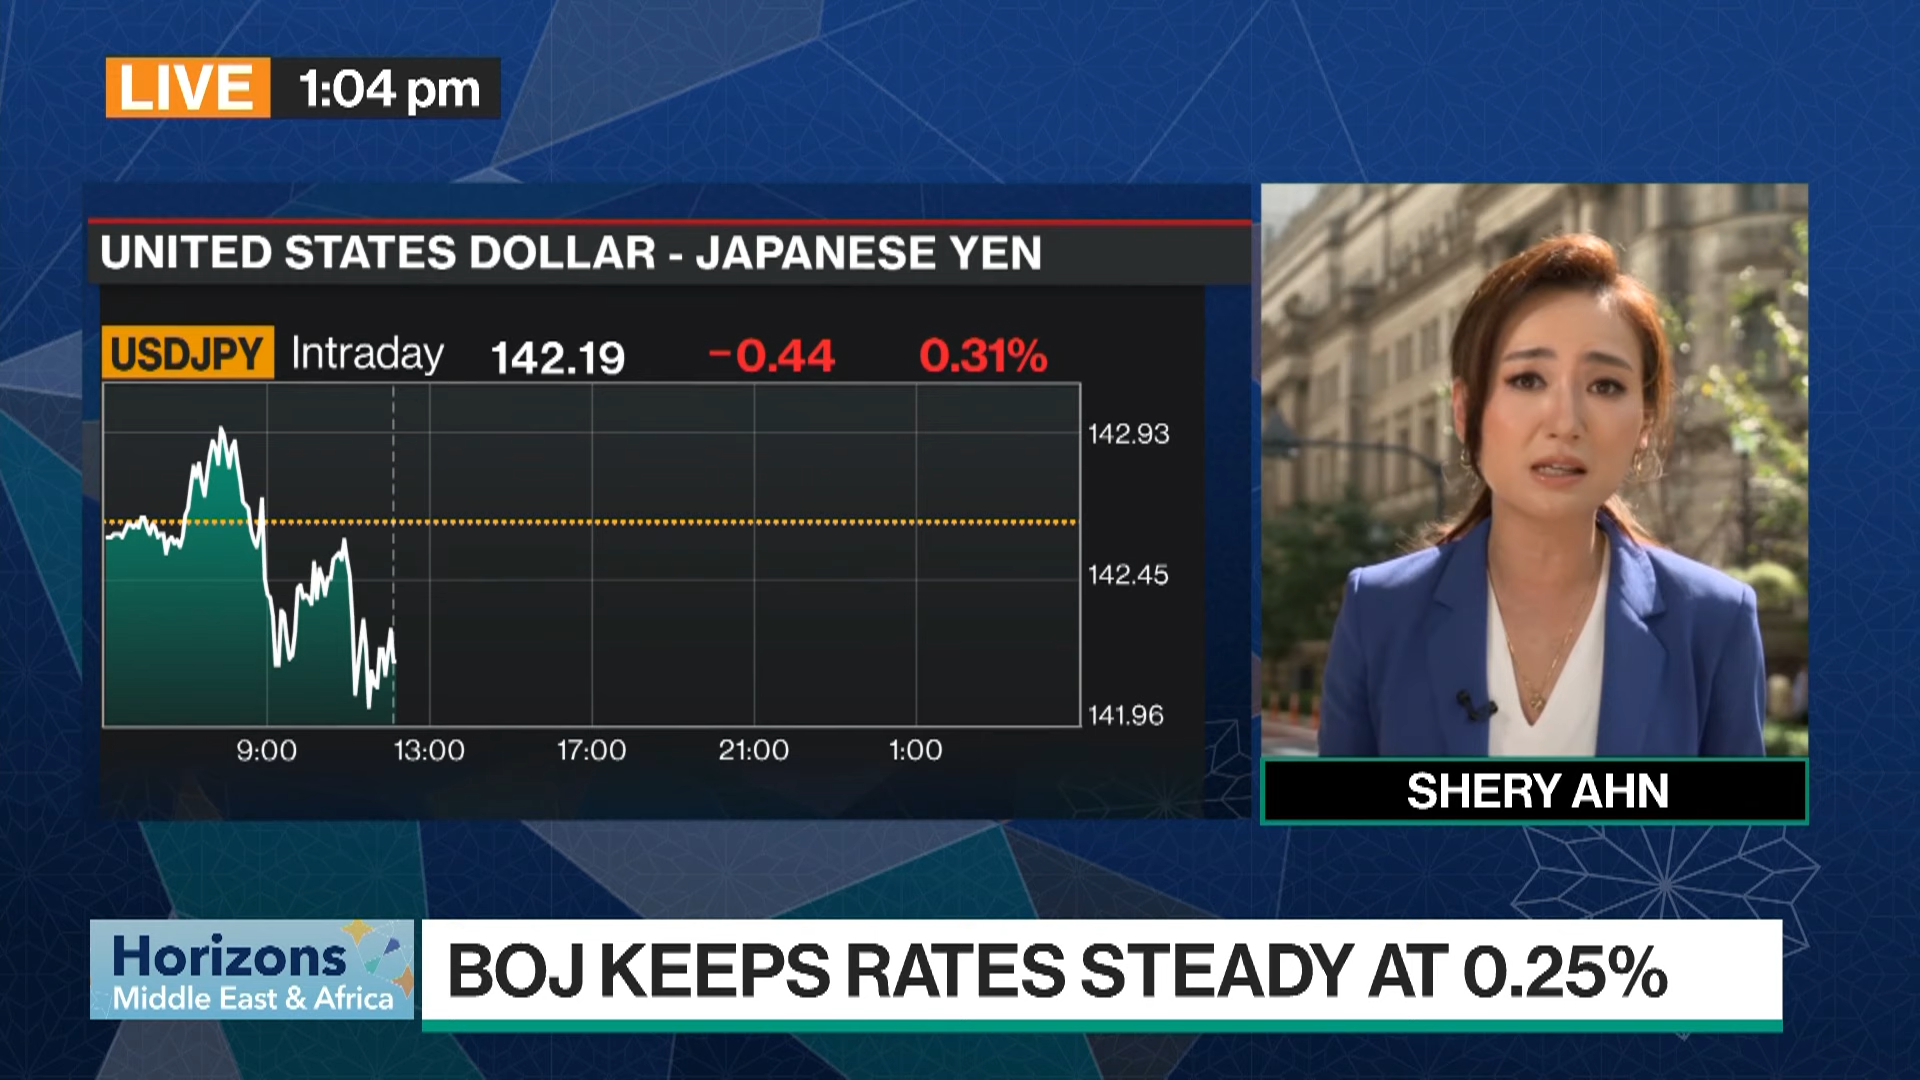 LIVE 1:04 pm
UNITED STATES DOLLAR - JAPANESE YEN
USDJPY Intraday 142.19 −0.44 0.31%
142.93
142.45
141.96
9:00 13:00 17:00 21:00 1:00
SHERY AHN
Horizons
Middle East & Africa
BOJ KEEPS RATES STEADY AT 0.25%